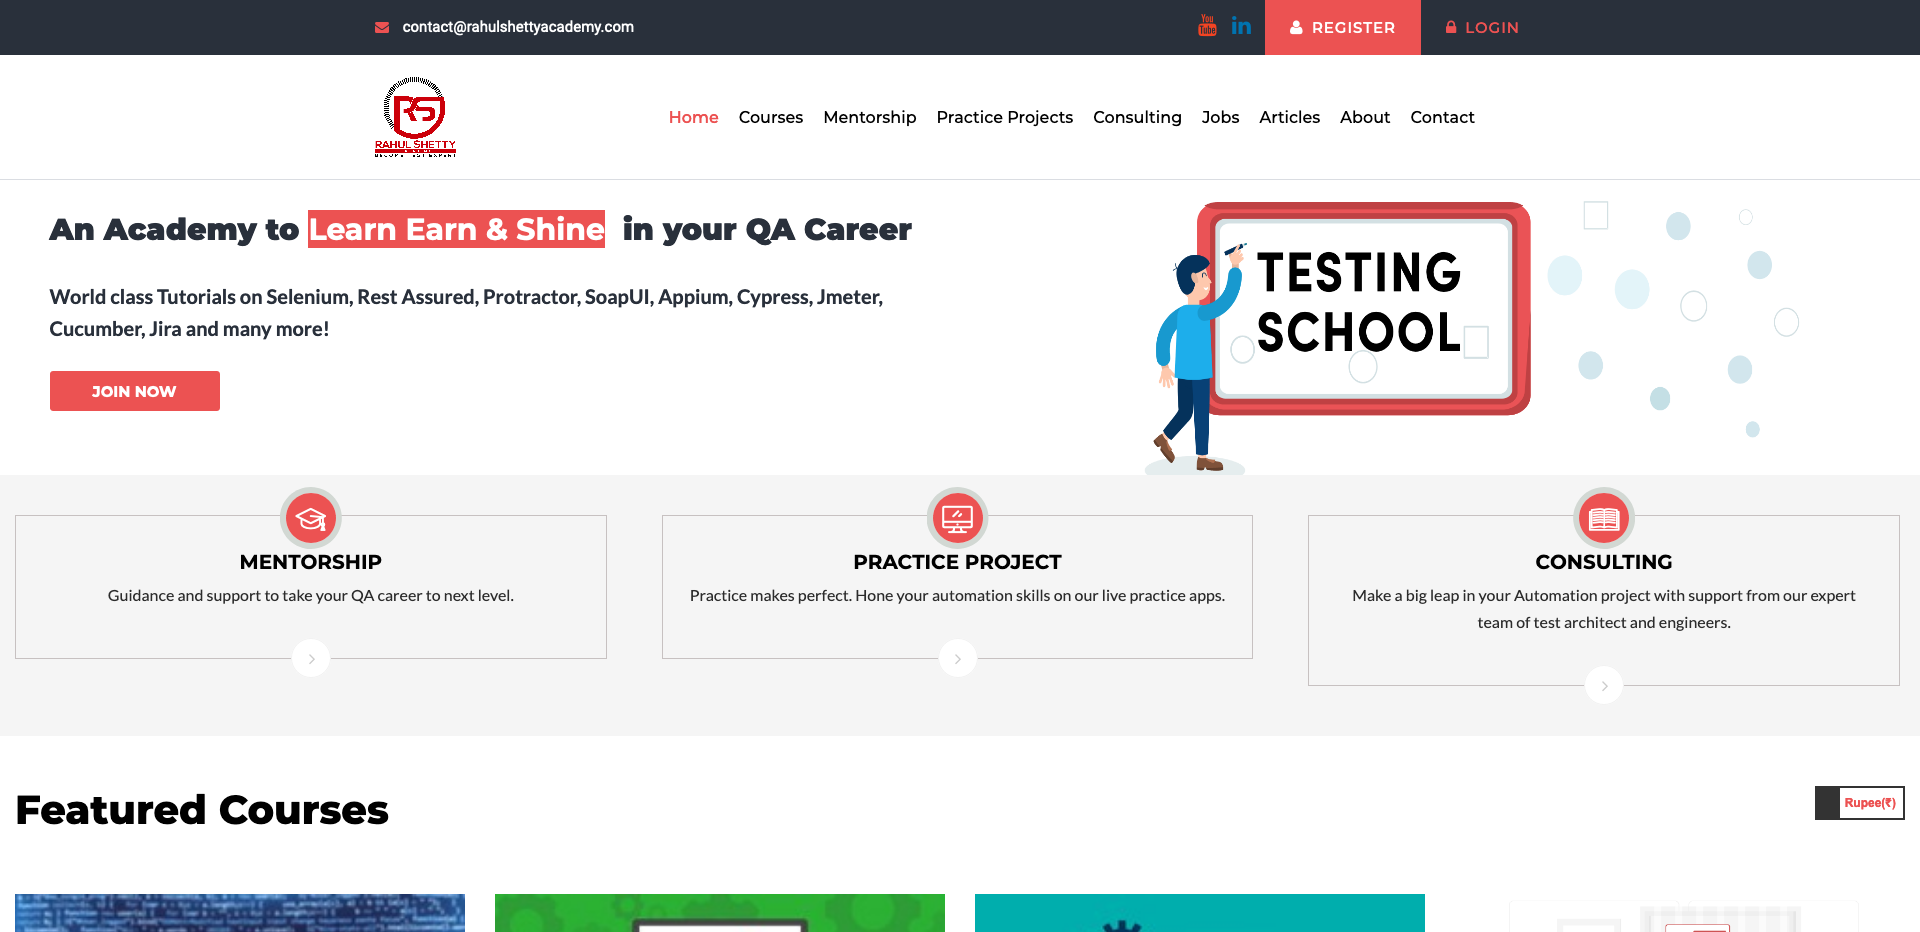 contact@rahulshettyacademy.com
You
Tube
in
REGISTER
LOGIN
RS
RAHUL SHETTY
Home
Courses
Mentorship
Practice Projects
Consulting
Jobs
Articles
About
Contact
An Academy to Learn Earn & Shine in your QA Career
World class Tutorials on Selenium, Rest Assured, Protractor, SoapUI, Appium, Cypress, Jmeter,
Cucumber, Jira and many more!
JOIN NOW
TESTING
SCHOOL
MENTORSHIP
Guidance and support to take your QA career to next level.
PRACTICE PROJECT
Practice makes perfect. Hone your automation skills on our live practice apps.
CONSULTING
Make a big leap in your Automation project with support from our expert
team of test architect and engineers.
Featured Courses
Rupee(₹)